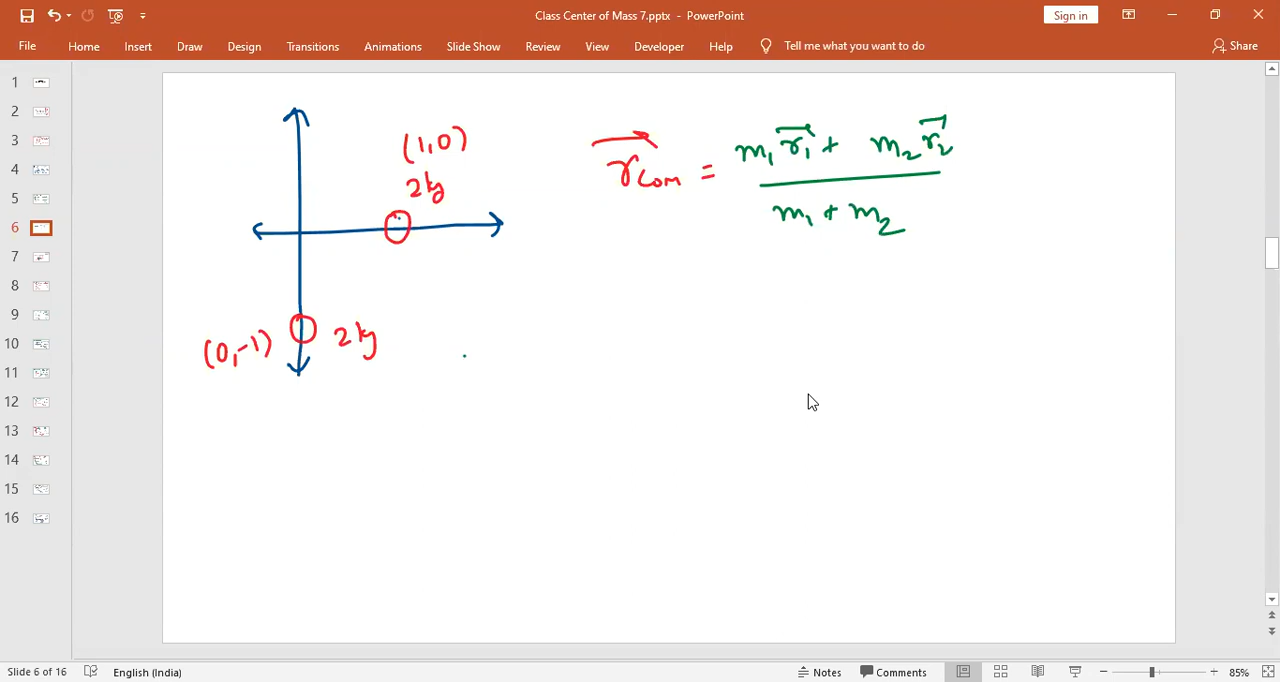 Class Center of Mass 7.pptx - PowerPoint
Sign in
File Home Insert Draw Design Transitions Animations Slide Show Review View Developer Help Tell me what you want to do Share
1
2
3
4
5
6
7
8
9
10
11
12
13
14
15
16
(1,0)
2kg
(0,-1) 2kg
r⃗com = (m₁r⃗₁ + m₂r⃗₂) / (m₁ + m₂)
Slide 6 of 16 English (India) Notes Comments 85%